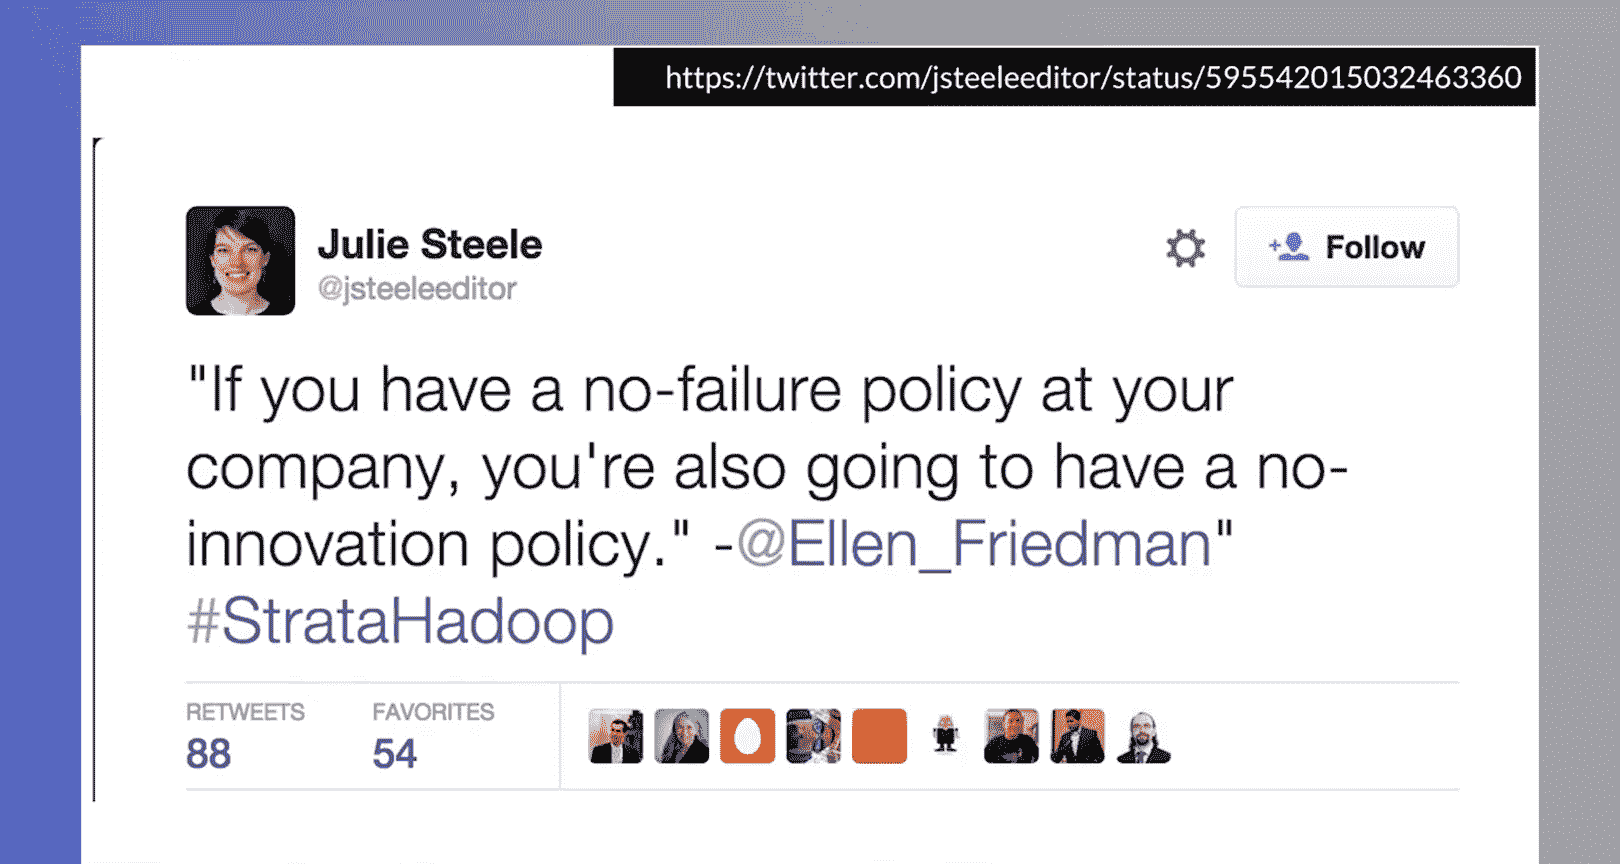 https://twitter.com/jsteeleeditor/status/595542015032463360
Julie Steele
@jsteeleeditor
Follow
"If you have a no-failure policy at your
company, you're also going to have a no-
innovation policy." -@Ellen_Friedman"
#StrataHadoop
RETWEETS FAVORITES
88 54